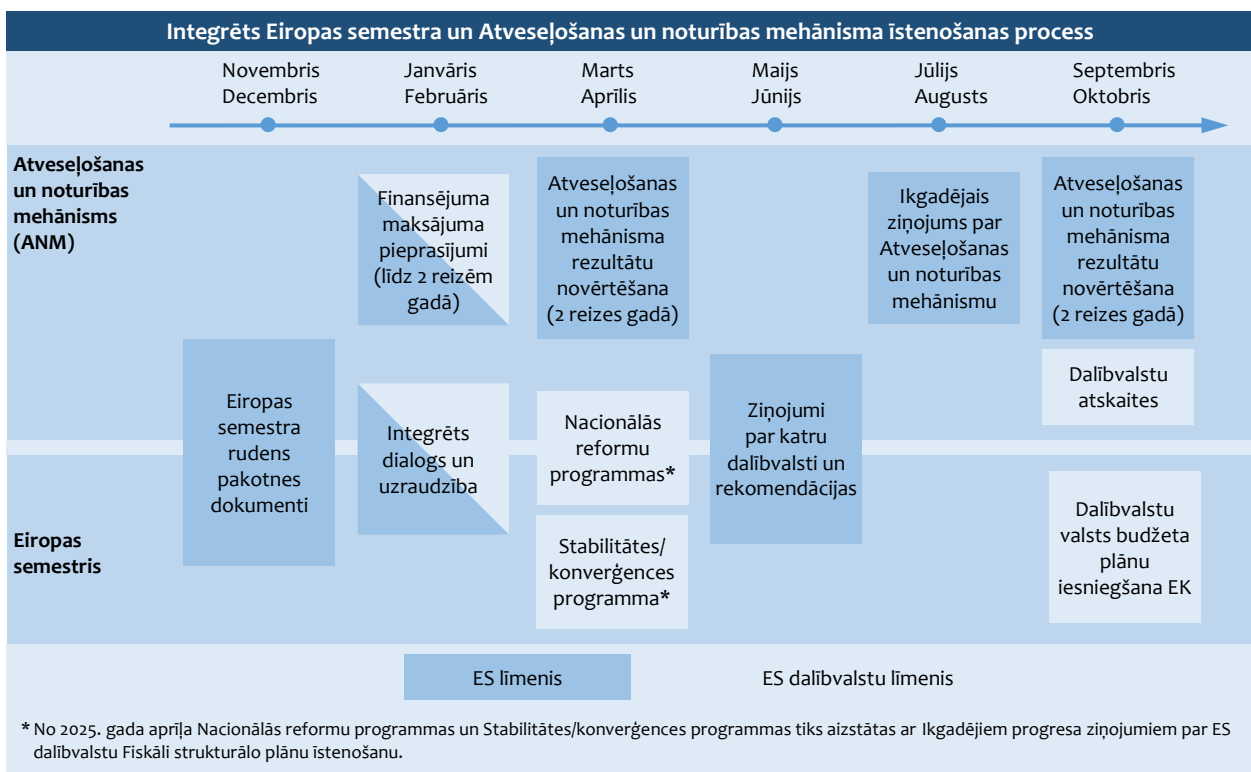 Integrēts Eiropas semestra un Atveseļošanas un noturības mehānisma īstenošanas process
Novembris
Decembris
Janvāris
Februāris
Marts
Aprīlis
Maijs
Jūnijs
Jūlijs
Augusts
Septembris
Oktobris
Atveseļošanas
un noturības
mehānisms
(ANM)
Finansējuma
maksājuma
pieprasījumi
(līdz 2 reizēm
gadā)
Atveseļošanas
un noturības
mehānisma
rezultātu
novērtēšana
(2 reizes gadā)
Ikgadējais
ziņojums par
Atveseļošanas
un noturības
mehānismu
Atveseļošanas
un noturības
mehānisma
rezultātu
novērtēšana
(2 reizes gadā)
Dalībvalstu
atskaites
Eiropas
semestra
rudens
pakotnes
dokumenti
Integrēts
dialogs un
uzraudzība
Nacionālās
reformu
programmas*
Ziņojumi
par katru
dalībvalsti un
rekomendācijas
Eiropas
semestris
Stabilitātes/
konverģences
programma*
Dalībvalstu
valsts budžeta
plānu
iesniegšana EK
ES līmenis
ES dalībvalstu līmenis
* No 2025. gada aprīļa Nacionālās reformu programmas un Stabilitātes/konverģences programmas tiks aizstātas ar Ikgadējiem progresa ziņojumiem par ES
dalībvalstu Fiskāli strukturālo plānu īstenošanu.